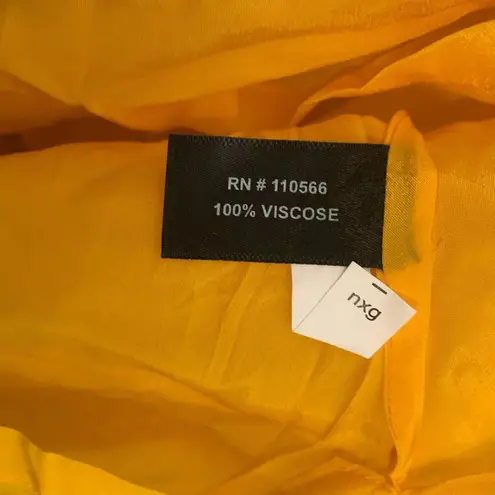 RN # 110566
100% VISCOSE
nxg